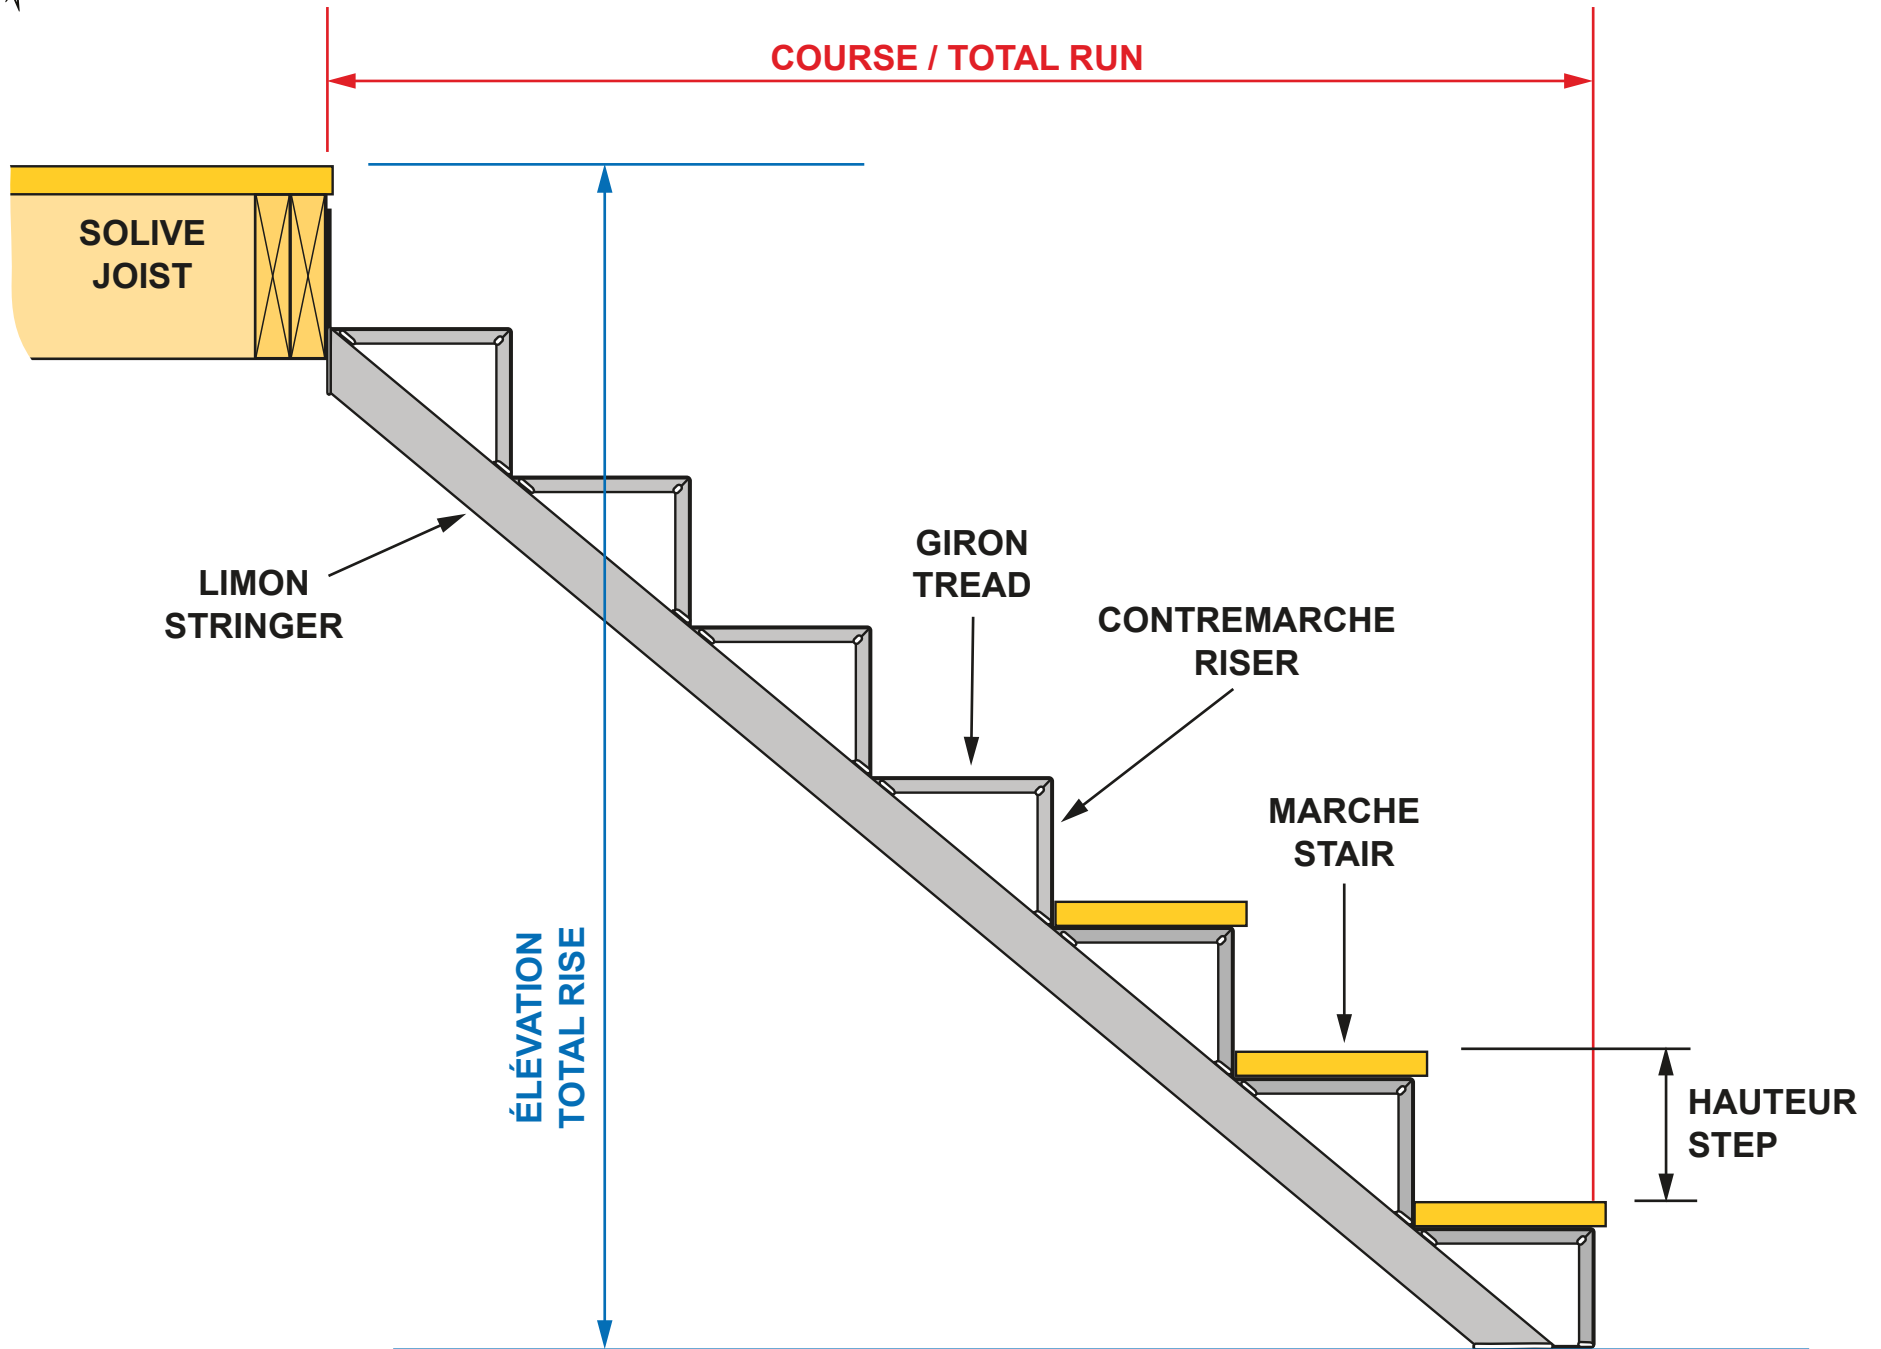 COURSE / TOTAL RUN
SOLIVE
JOIST
LIMON
STRINGER
GIRON
TREAD
CONTREMARCHE
RISER
MARCHE
STAIR
ÉLÉVATION
TOTAL RISE
HAUTEUR
STEP